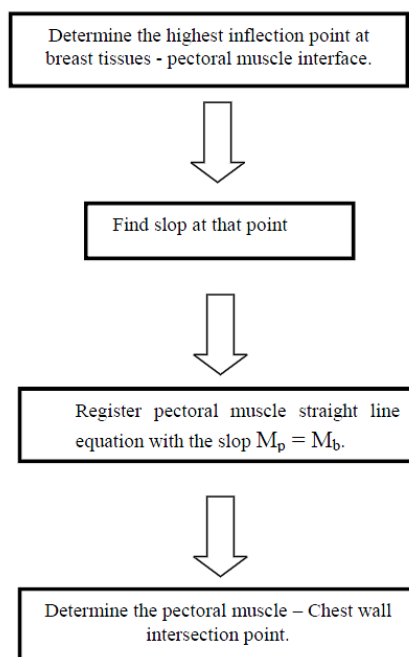 Determine the highest inflection point at
breast tissues - pectoral muscle interface.
Find slop at that point
Register pectoral muscle straight line
equation with the slop Mp = Mb.
Determine the pectoral muscle – Chest wall
intersection point.